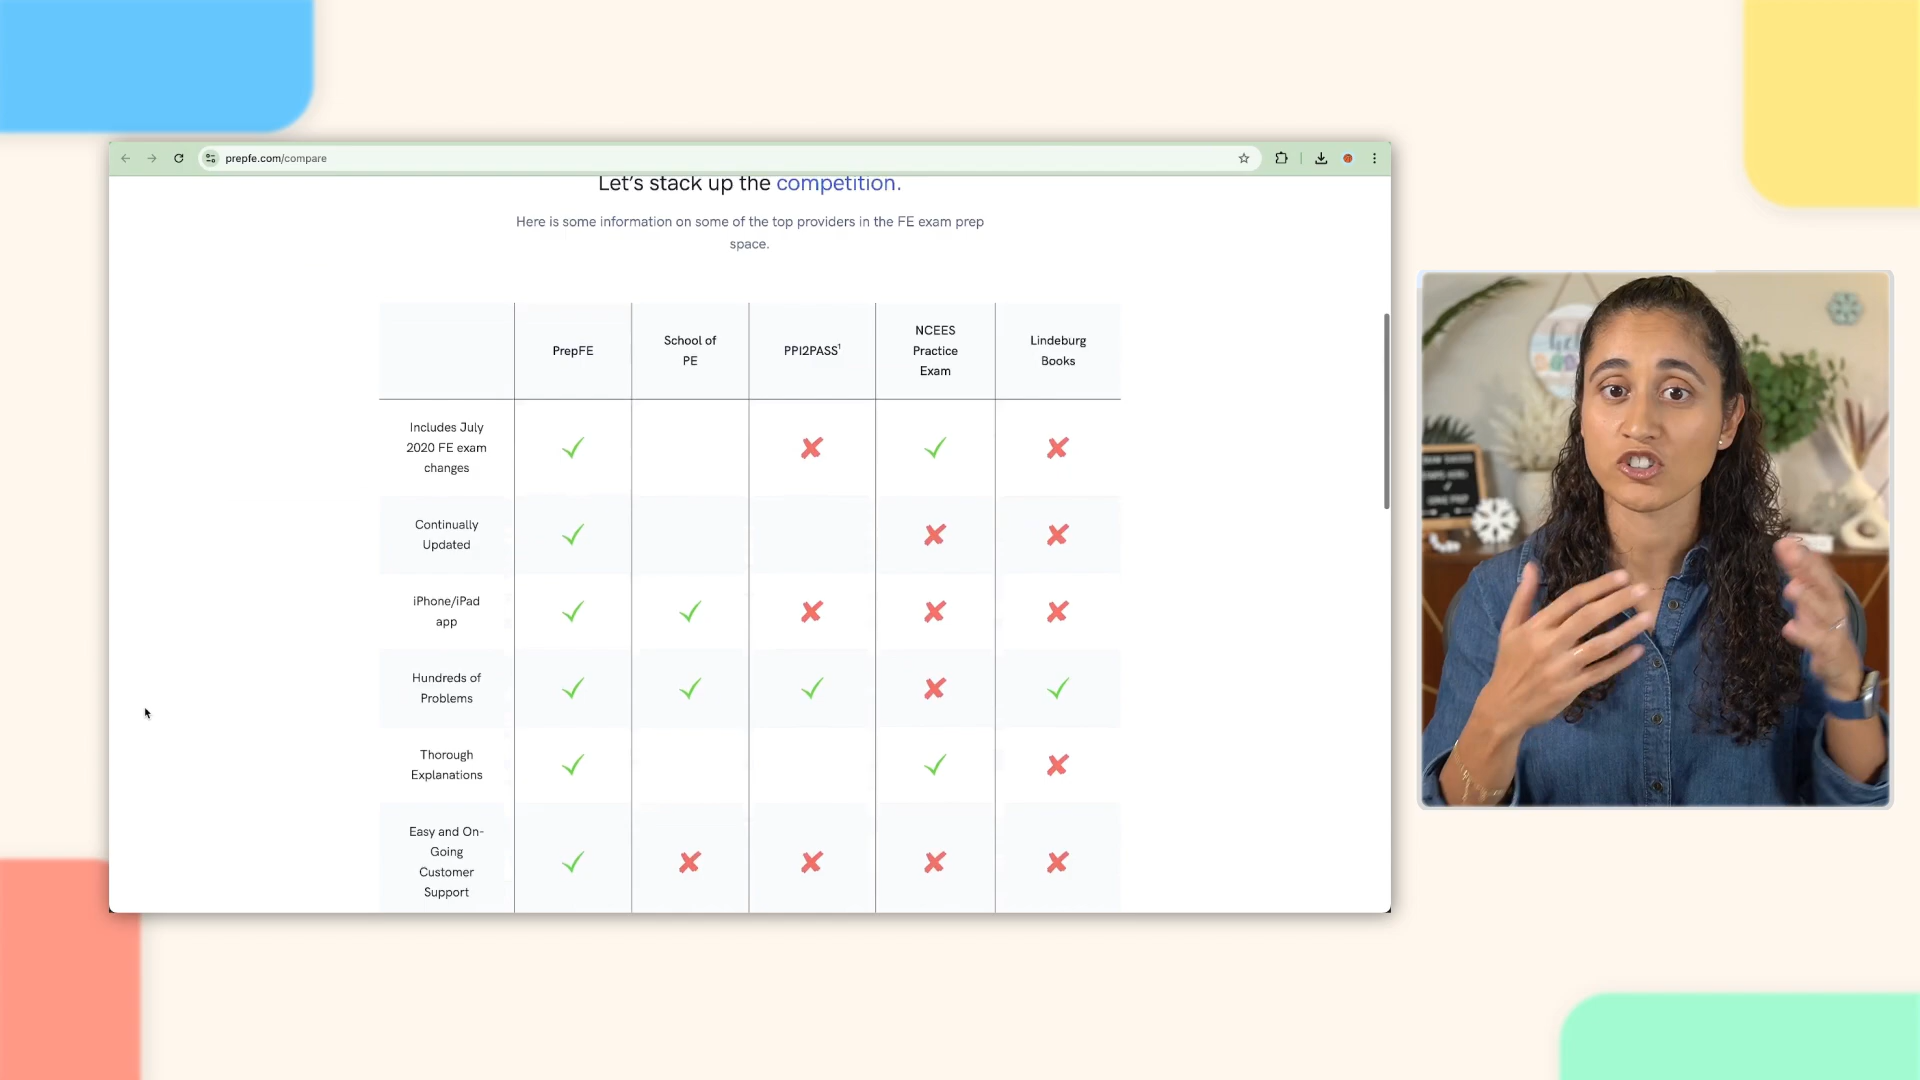 prepfe.com/compare
Let's stack up the competition.
Here is some information on some of the top providers in the FE exam prep
space.
PrepFE
School of
PE
PPI2PASS¹
NCEES
Practice
Exam
Lindeburg
Books
Includes July
2020 FE exam
changes
Continually
Updated
iPhone/iPad
app
Hundreds of
Problems
Thorough
Explanations
Easy and On-
Going
Customer
Support